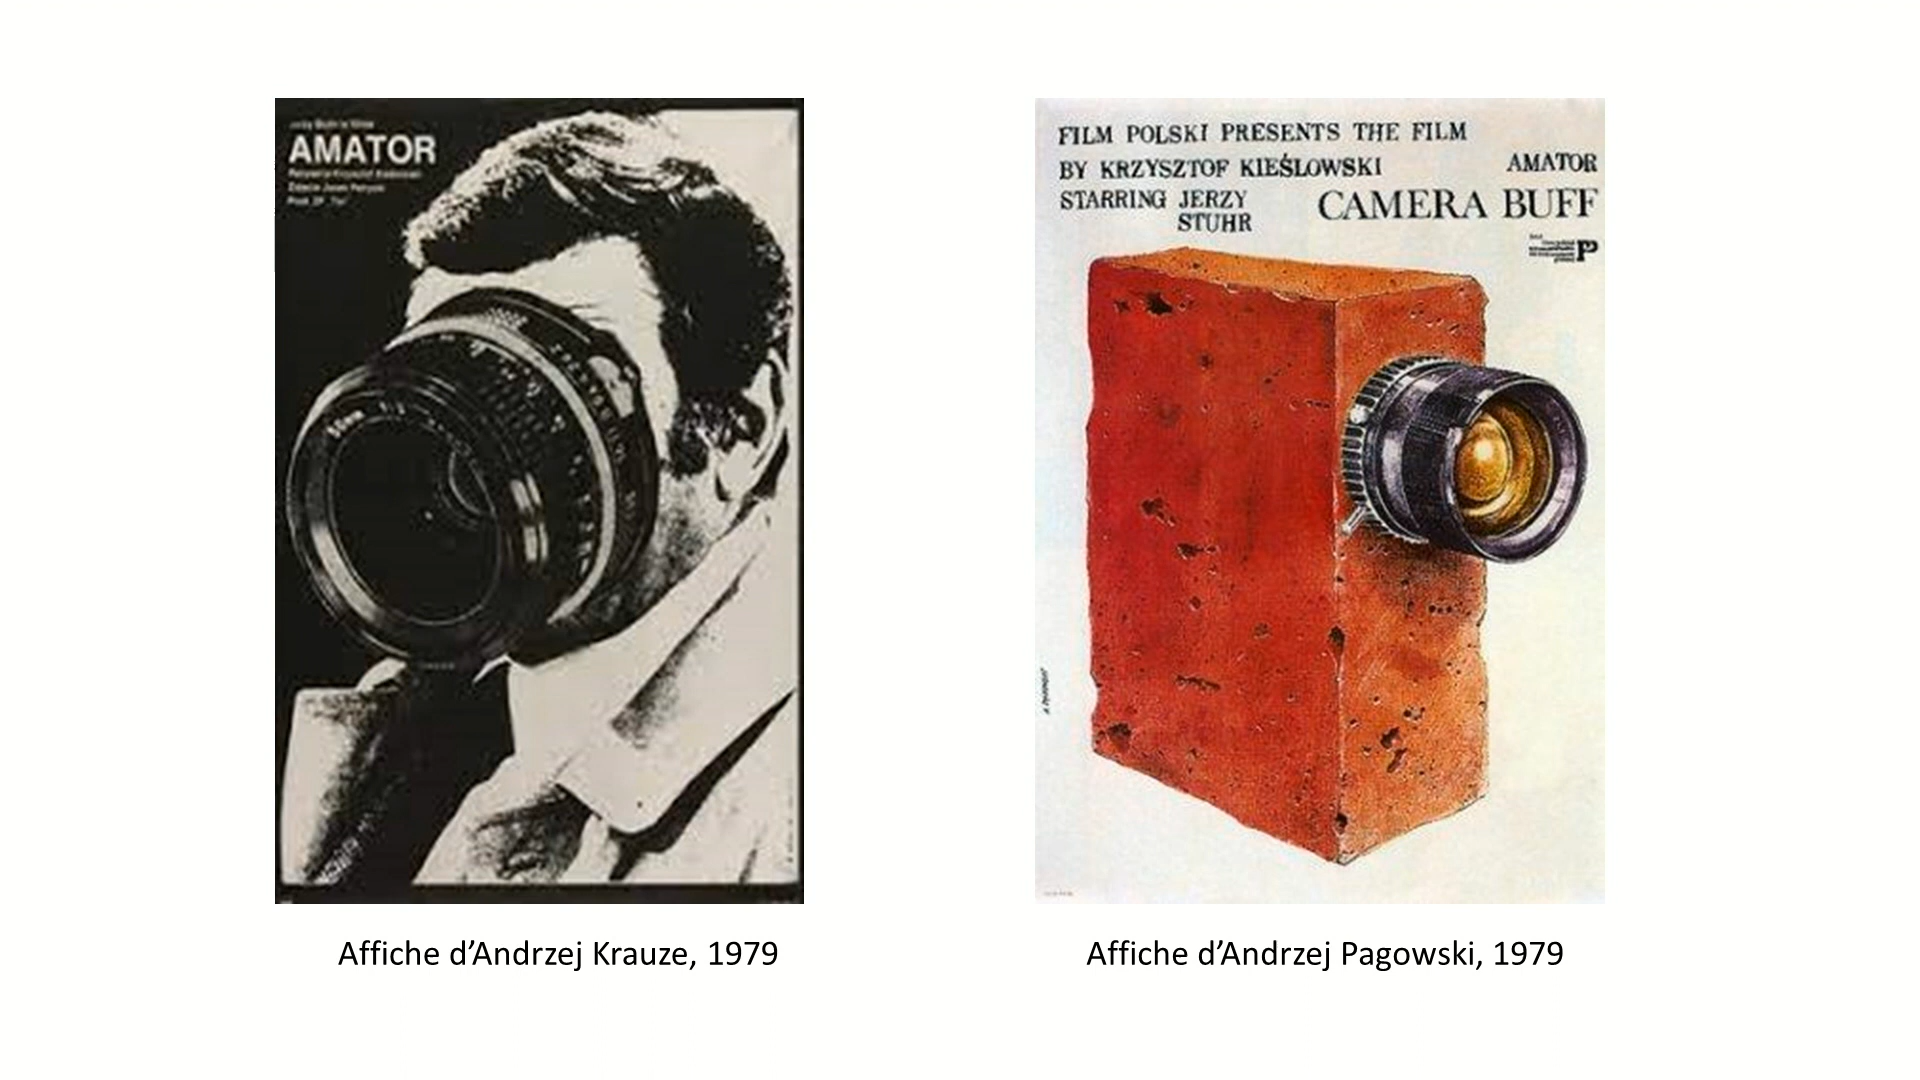 AMATOR
Affiche d’Andrzej Krauze, 1979
FILM POLSKI PRESENTS THE FILM
BY KRZYSZTOF KIEŚLOWSKI
STARRING JERZY
STUHR
AMATOR
CAMERA BUFF
Affiche d’Andrzej Pagowski, 1979